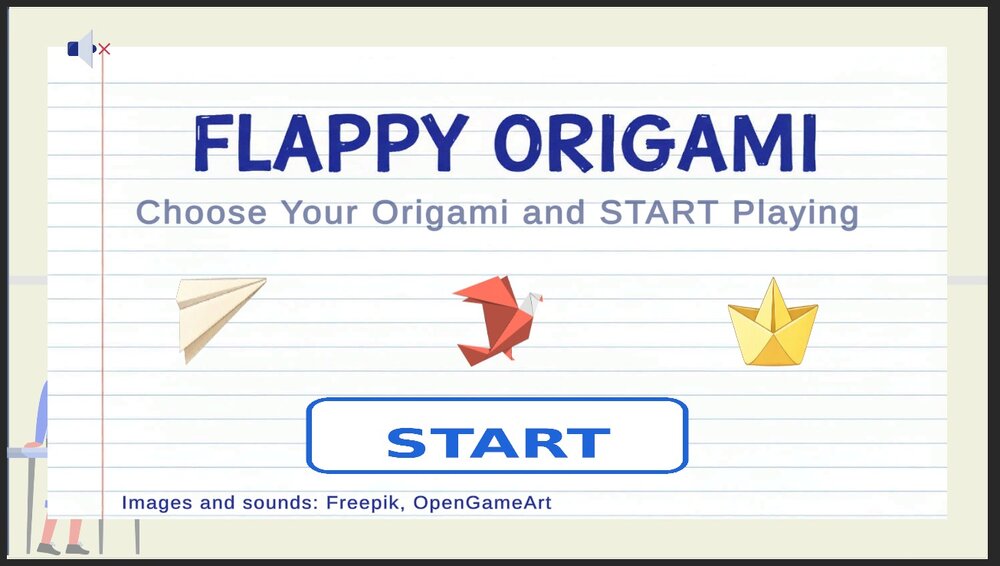 FLAPPY ORIGAMI
Choose Your Origami and START Playing
START
Images and sounds: Freepik, OpenGameArt